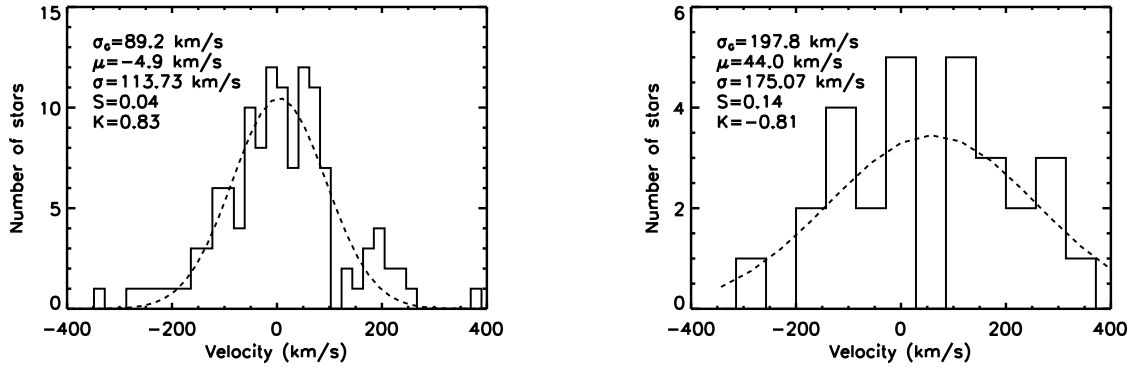 15
10
5
0
Number of stars
σG=89.2 km/s
μ=−4.9 km/s
σ=113.73 km/s
S=0.04
K=0.83
−400 −200 0 200 400
Velocity (km/s)
6
4
2
0
Number of stars
σG=197.8 km/s
μ=44.0 km/s
σ=175.07 km/s
S=0.14
K=−0.81
−400 −200 0 200 400
Velocity (km/s)